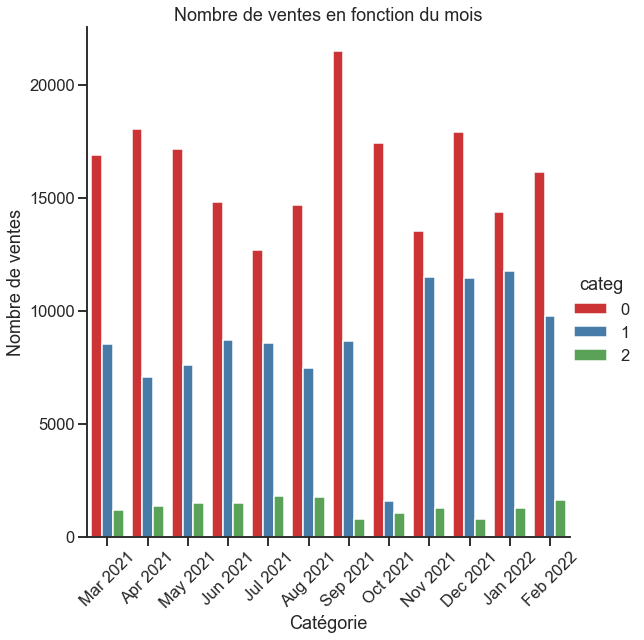 Nombre de ventes en fonction du mois
Nombre de ventes
20000
15000
10000
5000
0
Mar 2021
Apr 2021
May 2021
Jun 2021
Jul 2021
Aug 2021
Sep 2021
Oct 2021
Nov 2021
Dec 2021
Jan 2022
Feb 2022
Catégorie
categ
0
1
2